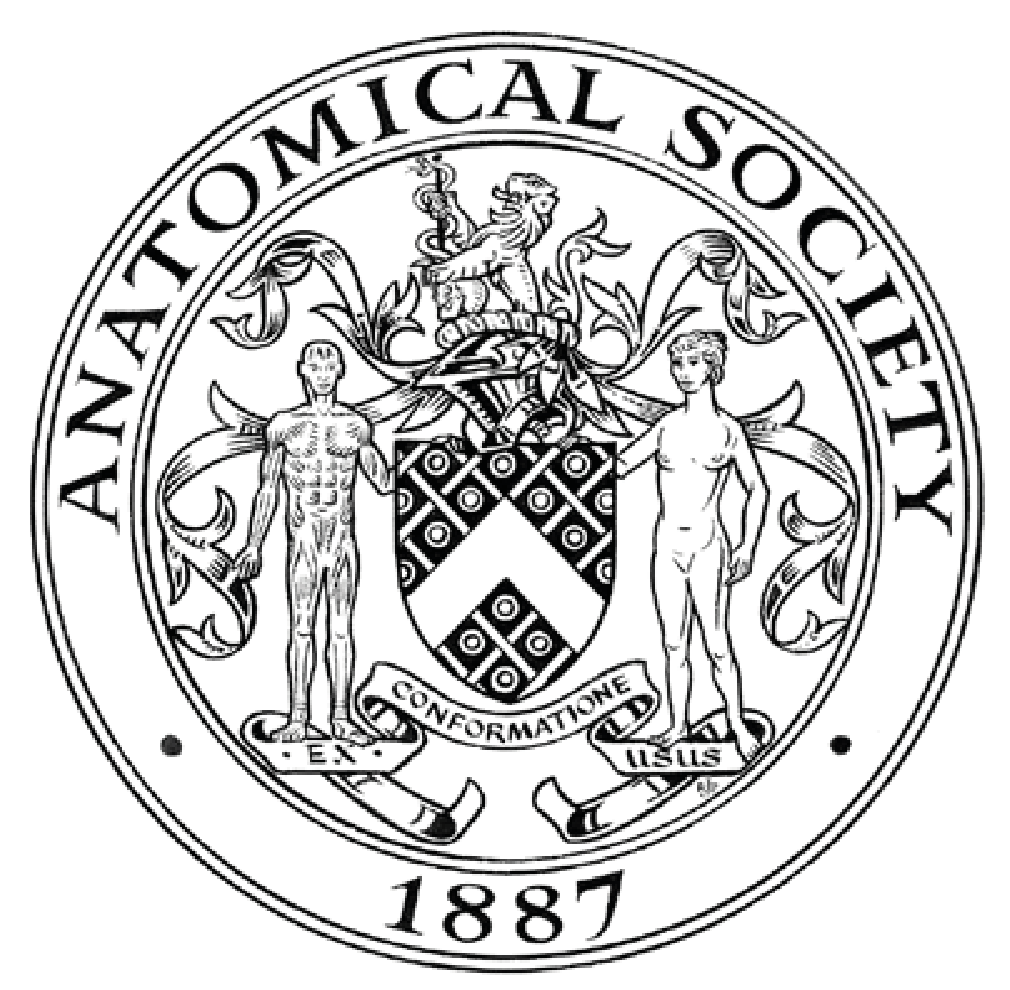 ANATOMICAL SOCIETY
EX CONFORMATIONE USUS
1887